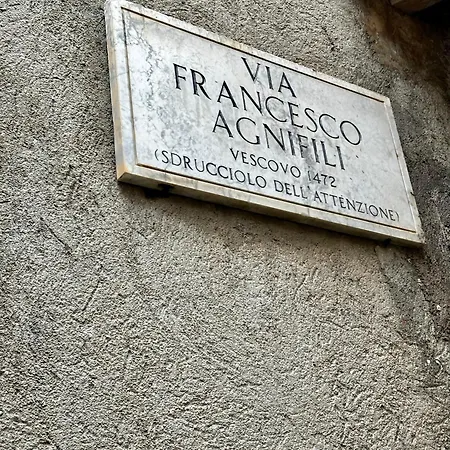 VIA
FRANCESCO
AGNIFILI
VESCOVO 1472
(SDRUCCIOLO DELL'ATTENZIONE)